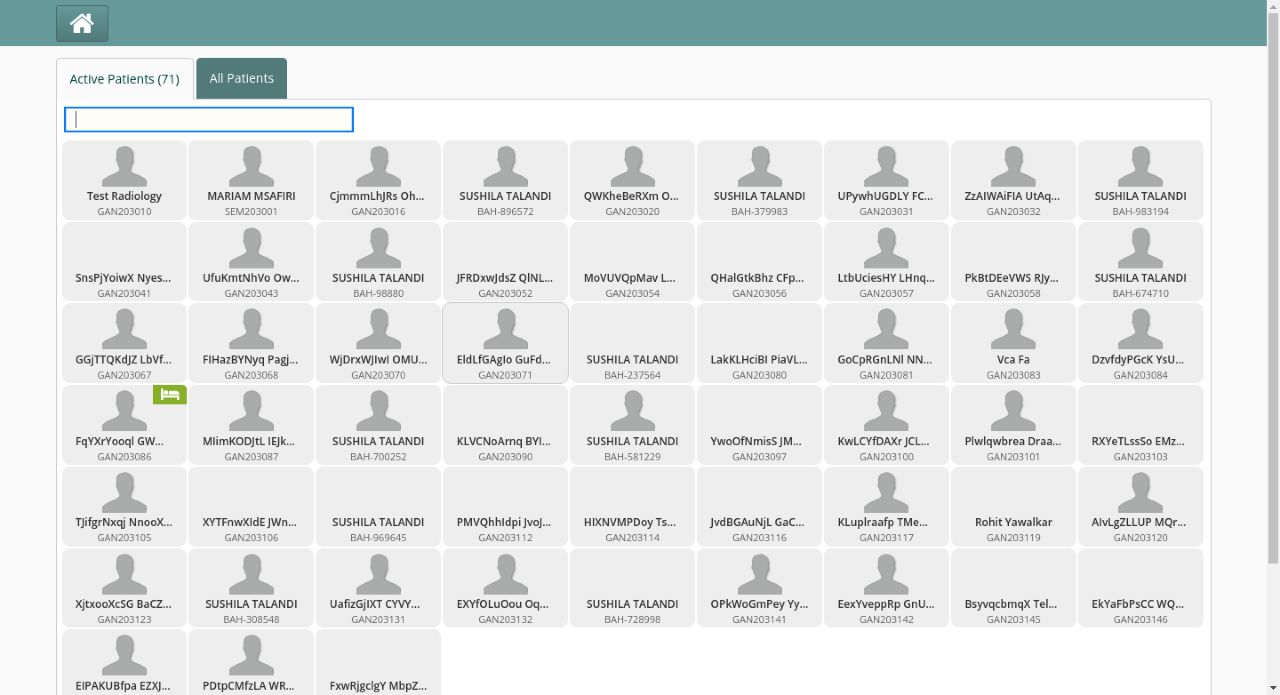 Active Patients (71)
All Patients
Test Radiology
GAN203010
MARIAM MSAFIRI
SEM203001
CjmmmLhJRs Oh...
GAN203016
SUSHILA TALANDI
BAH-896572
QWKheBeRXm O...
GAN203020
SUSHILA TALANDI
BAH-379983
UPywhUGDLY FC...
GAN203031
ZzAIWAiFIA UtAq...
GAN203032
SUSHILA TALANDI
BAH-983194
SnsPjYoiwX Nyes...
GAN203041
UfuKmtNhVo Ow...
GAN203043
SUSHILA TALANDI
BAH-98880
JFRDxwJdsZ QlNL...
GAN203052
MoVUVQpMav L...
GAN203054
QHalGtkBhz CFp...
GAN203056
LtbUciesHY LHnq...
GAN203057
PkBtDEeVWS RJy...
GAN203058
SUSHILA TALANDI
BAH-674710
GGjTTQKdJZ LbVf...
GAN203067
FIHazBYNyq Pagj...
GAN203068
WjDrxWJIwI OMU...
GAN203070
EldLfGAgIo GuFd...
GAN203071
SUSHILA TALANDI
BAH-237564
LakKLHciBI PiaVL...
GAN203080
GoCpRGnLNl NN...
GAN203081
Vca Fa
GAN203083
DzvfdyPGcK YsU...
GAN203084
FqYXrYooql GW...
GAN203086
MIimKODJtL IEJk...
GAN203087
SUSHILA TALANDI
BAH-700252
KLVCNoArnq BYI...
GAN203090
SUSHILA TALANDI
BAH-581229
YwoOfNmisS JM...
GAN203097
KwLCYfDAXr JCL...
GAN203100
Plwlqwbrea Draa...
GAN203101
RXYeTLssSo EMz...
GAN203103
TJifgrNxqj NnooX...
GAN203105
XYTFnwXIdE JWn...
GAN203106
SUSHILA TALANDI
BAH-969645
PMVQhhIdpi JvoJ...
GAN203112
HIXNVMPDoy Ts...
GAN203114
JvdBGAuNjL GaC...
GAN203116
KLuplraafp TMe...
GAN203117
Rohit Yawalkar
GAN203119
AIvLgZLLUP MQr...
GAN203120
XjtxooXcSG BaCZ...
GAN203123
SUSHILA TALANDI
BAH-308548
UafizGjIXT CYVY...
GAN203131
EXYfOLuOou Oq...
GAN203132
SUSHILA TALANDI
BAH-728998
OPkWoGmPey Yy...
GAN203141
EexYveppRp GnU...
GAN203142
BsyvqcbmqX Tel...
GAN203145
EkYaFbPsCC WQ...
GAN203146
EIPAKUBfpa EZXJ...
PDtpCMfzLA WR...
FxwRjgclgY MbpZ...